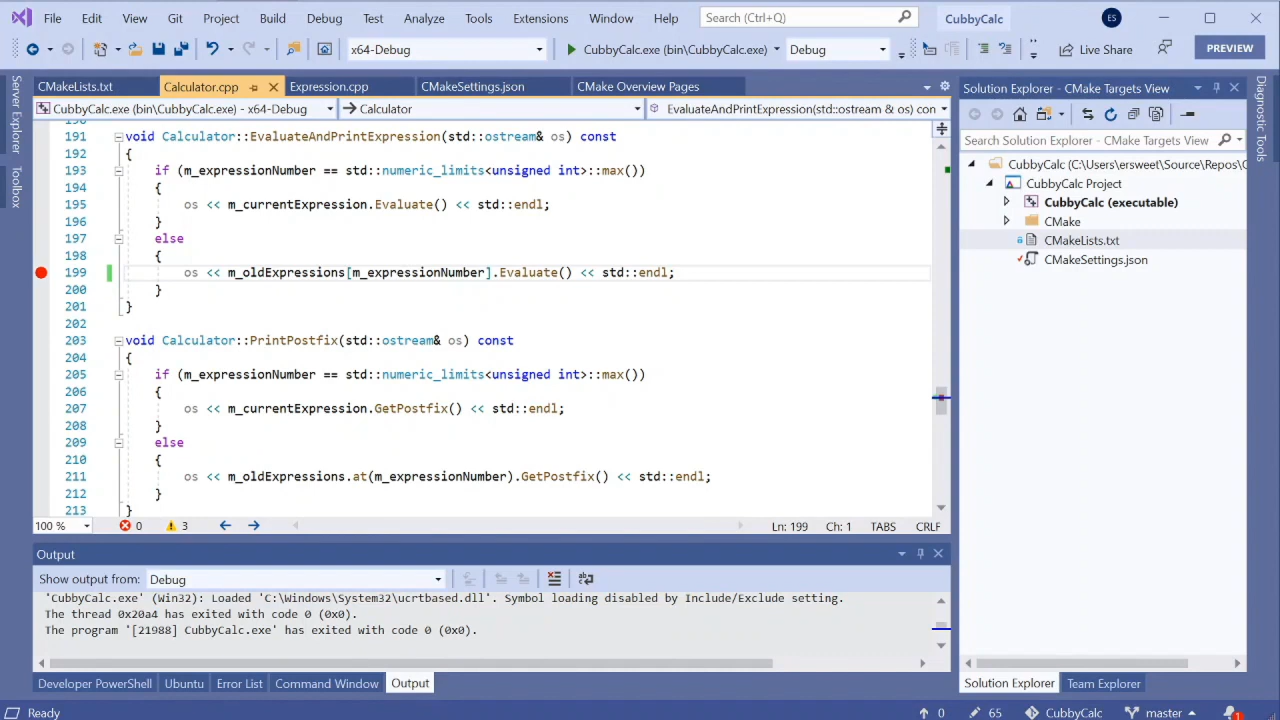 File Edit View Git Project Build Debug Test Analyze Tools Extensions Window Help Search (Ctrl+Q) CubbyCalc ES
x64-Debug CubbyCalc.exe (bin\CubbyCalc.exe) Debug Live Share PREVIEW
CMakeLists.txt Calculator.cpp Expression.cpp CMakeSettings.json CMake Overview Pages
CubbyCalc.exe (bin\CubbyCalc.exe) - x64-Debug Calculator EvaluateAndPrintExpression(std::ostream & os) con
190
191 void Calculator::EvaluateAndPrintExpression(std::ostream& os) const
192 {
193 if (m_expressionNumber == std::numeric_limits<unsigned int>::max())
194 {
195 os << m_currentExpression.Evaluate() << std::endl;
196 }
197 else
198 {
199 os << m_oldExpressions[m_expressionNumber].Evaluate() << std::endl;
200 }
201 }
202
203 void Calculator::PrintPostfix(std::ostream& os) const
204 {
205 if (m_expressionNumber == std::numeric_limits<unsigned int>::max())
206 {
207 os << m_currentExpression.GetPostfix() << std::endl;
208 }
209 else
210 {
211 os << m_oldExpressions.at(m_expressionNumber).GetPostfix() << std::endl;
212 }
213 }
100 % 0 3 Ln: 199 Ch: 1 TABS CRLF
Output
Show output from: Debug
'CubbyCalc.exe' (Win32): Loaded 'C:\Windows\System32\ucrtbased.dll'. Symbol loading disabled by Include/Exclude setting.
The thread 0x20a4 has exited with code 0 (0x0).
The program '[21988] CubbyCalc.exe' has exited with code 0 (0x0).
Developer PowerShell Ubuntu Error List Command Window Output
Server Explorer
Toolbox
Solution Explorer - CMake Targets View
Search Solution Explorer - CMake Targets View
CubbyCalc (C:\Users\ersweet\Source\Repos\C
CubbyCalc Project
CubbyCalc (executable)
CMake
CMakeLists.txt
CMakeSettings.json
Solution Explorer Team Explorer
Diagnostic Tools
Ready 0 65 CubbyCalc master 1